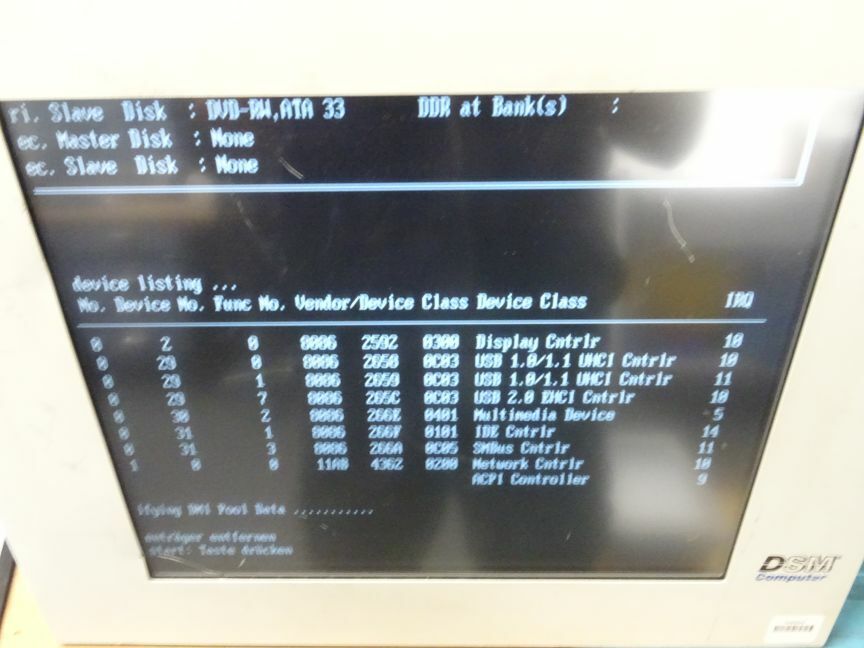 ri. Slave Disk : DVD-RW,ATA 33 DDR at Bank(s) :
ec. Master Disk : None
ec. Slave Disk : None
device listing ...
No. Device No. Func No. Vendor/Device Class Device Class IRQ
0 2 0 8086 2592 0300 Display Cntrlr 10
0 29 0 8086 2658 0C03 USB 1.0/1.1 UHCI Cntrlr 10
0 29 1 8086 2659 0C03 USB 1.0/1.1 UHCI Cntrlr 11
0 29 7 8086 265C 0C03 USB 2.0 EHCI Cntrlr 10
0 30 2 8086 266E 0401 Multimedia Device 5
0 31 1 8086 266F 0101 IDE Cntrlr 14
0 31 3 8086 266A 0C05 SMBus Cntrlr 11
1 0 0 11AB 4362 0200 Network Cntrlr 10
ACPI Controller 9
ifying DMI Pool Data ...........
enträger entfernen
start: Taste drücken
DSM
Computer